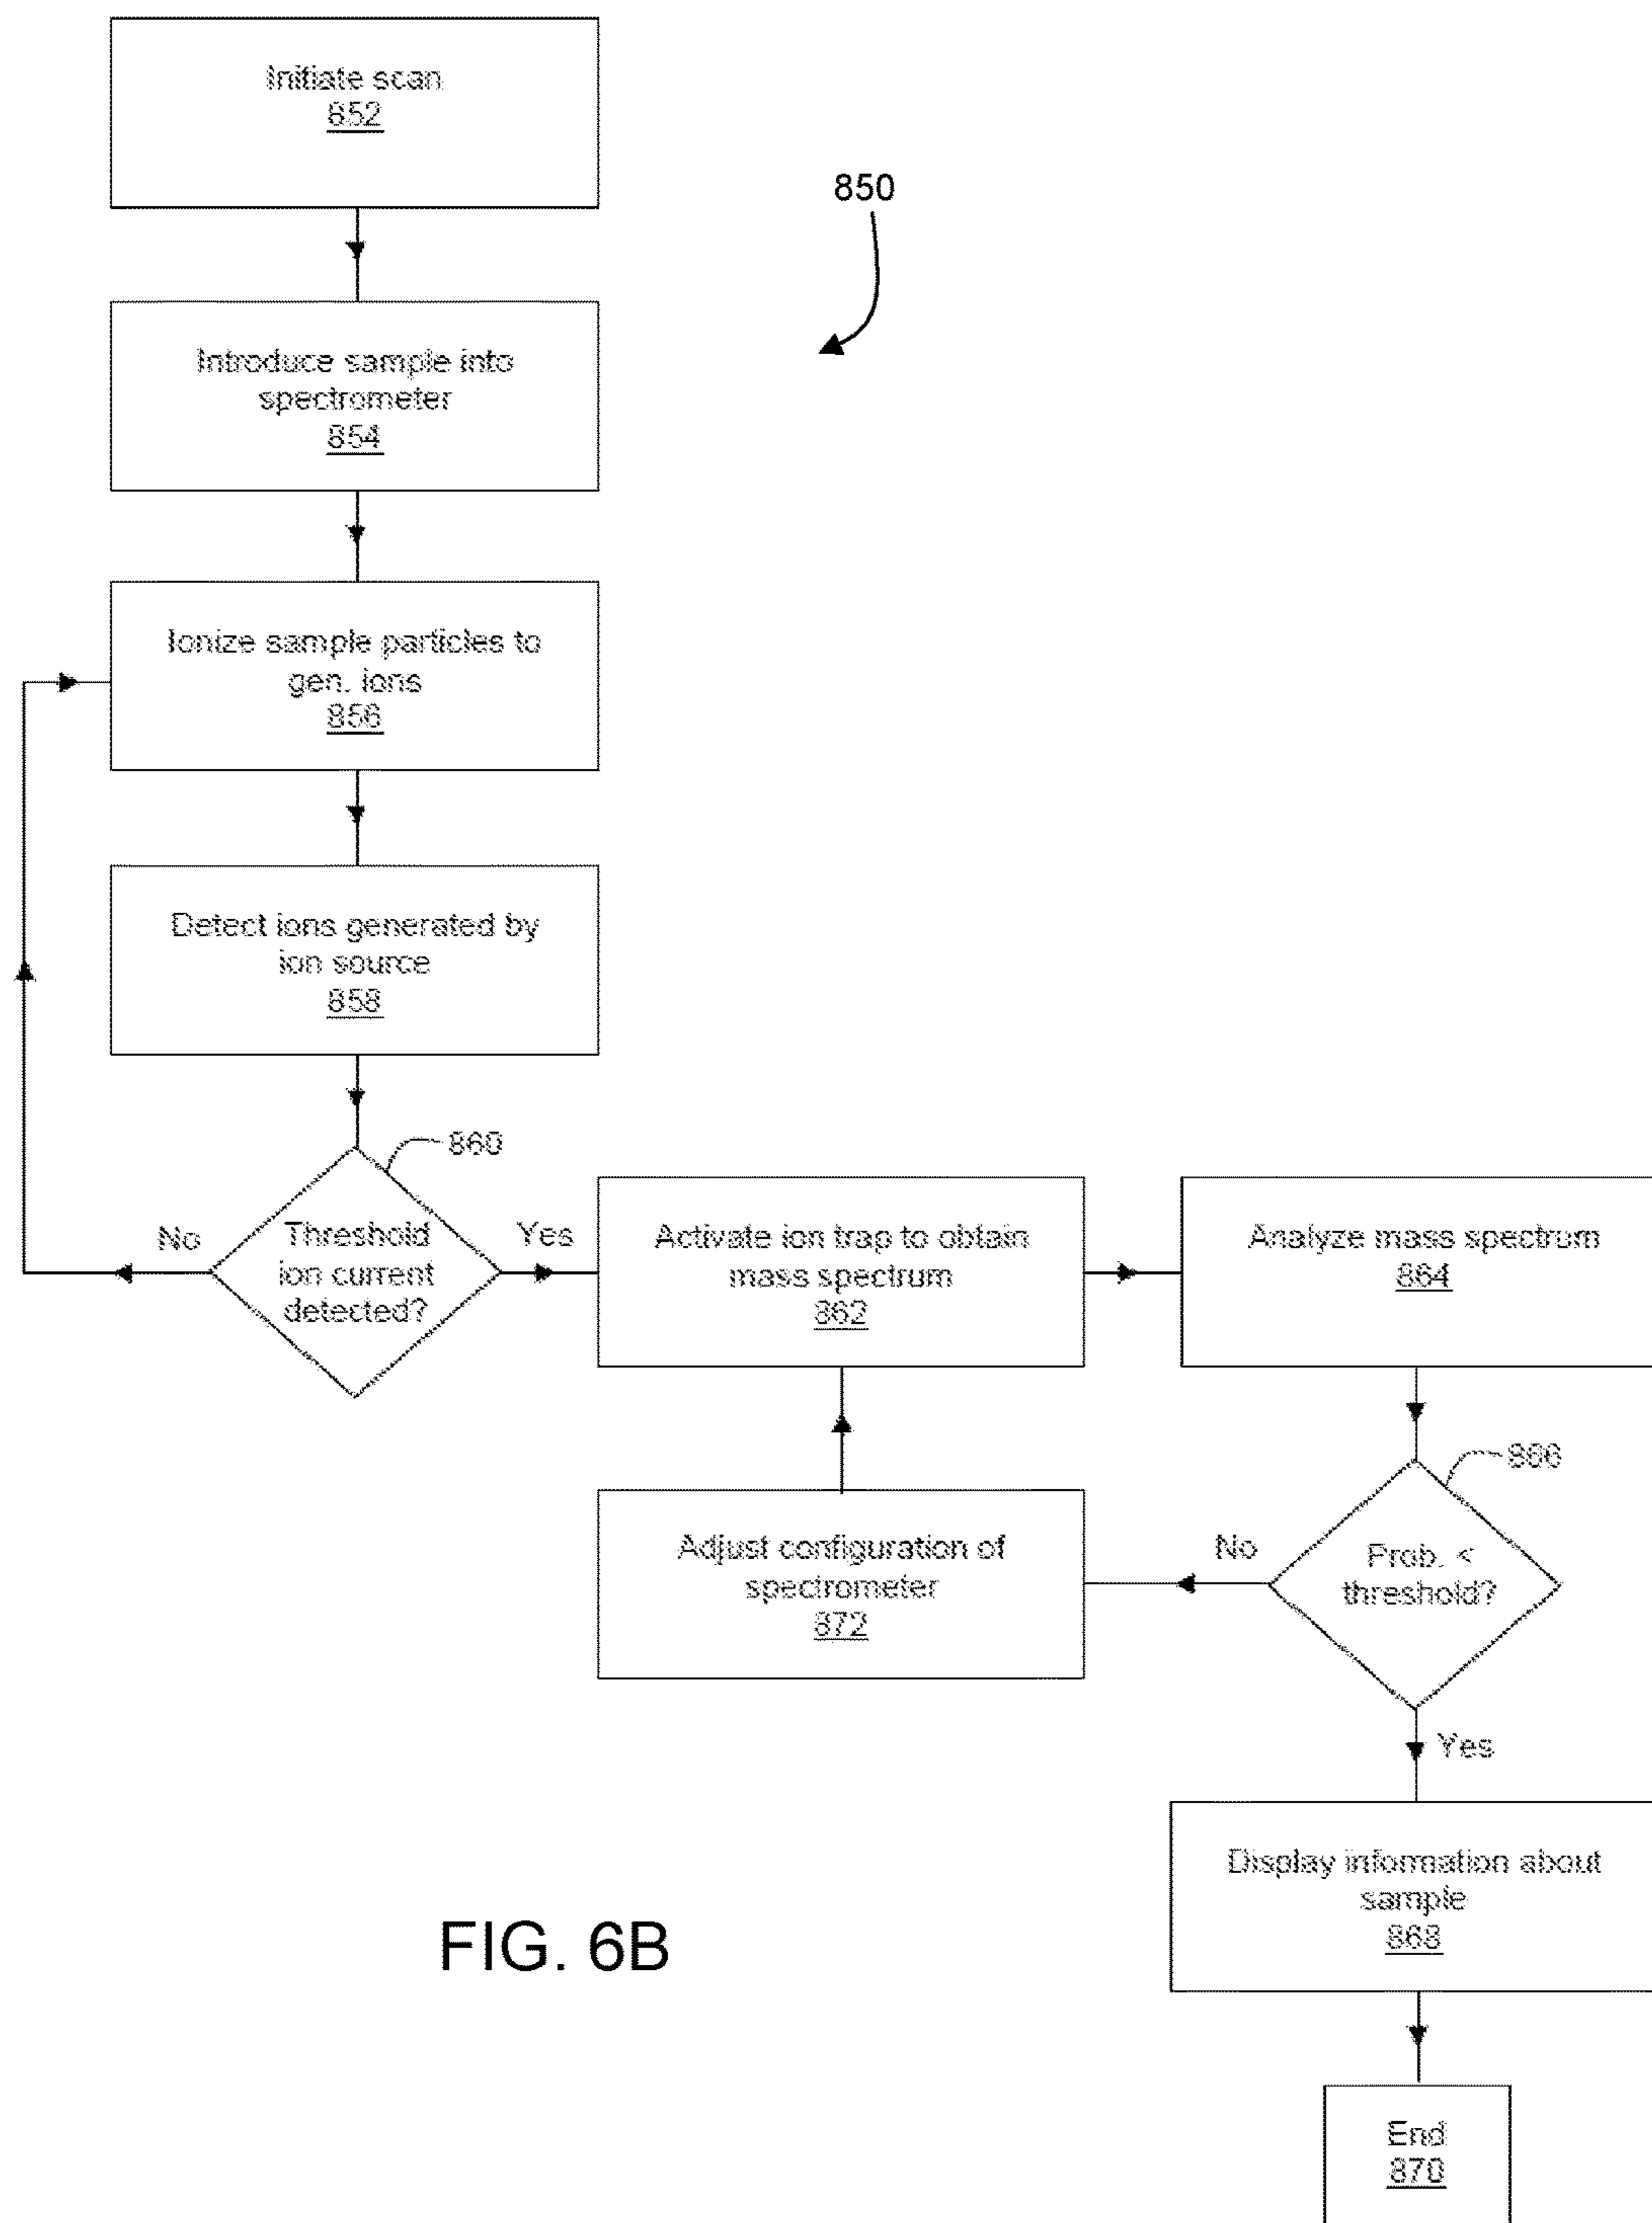 Initiate scan
852
850
Introduce sample into
spectrometer
854
Ionize sample particles to
gen. ions
856
Detect ions generated by
ion source
858
860
No
Threshold
ion current
detected?
Yes
Activate ion trap to obtain
mass spectrum
862
Analyze mass spectrum
864
866
Prob. <
threshold?
No
Adjust configuration of
spectrometer
872
Yes
Display information about
sample
868
FIG. 6B
End
870